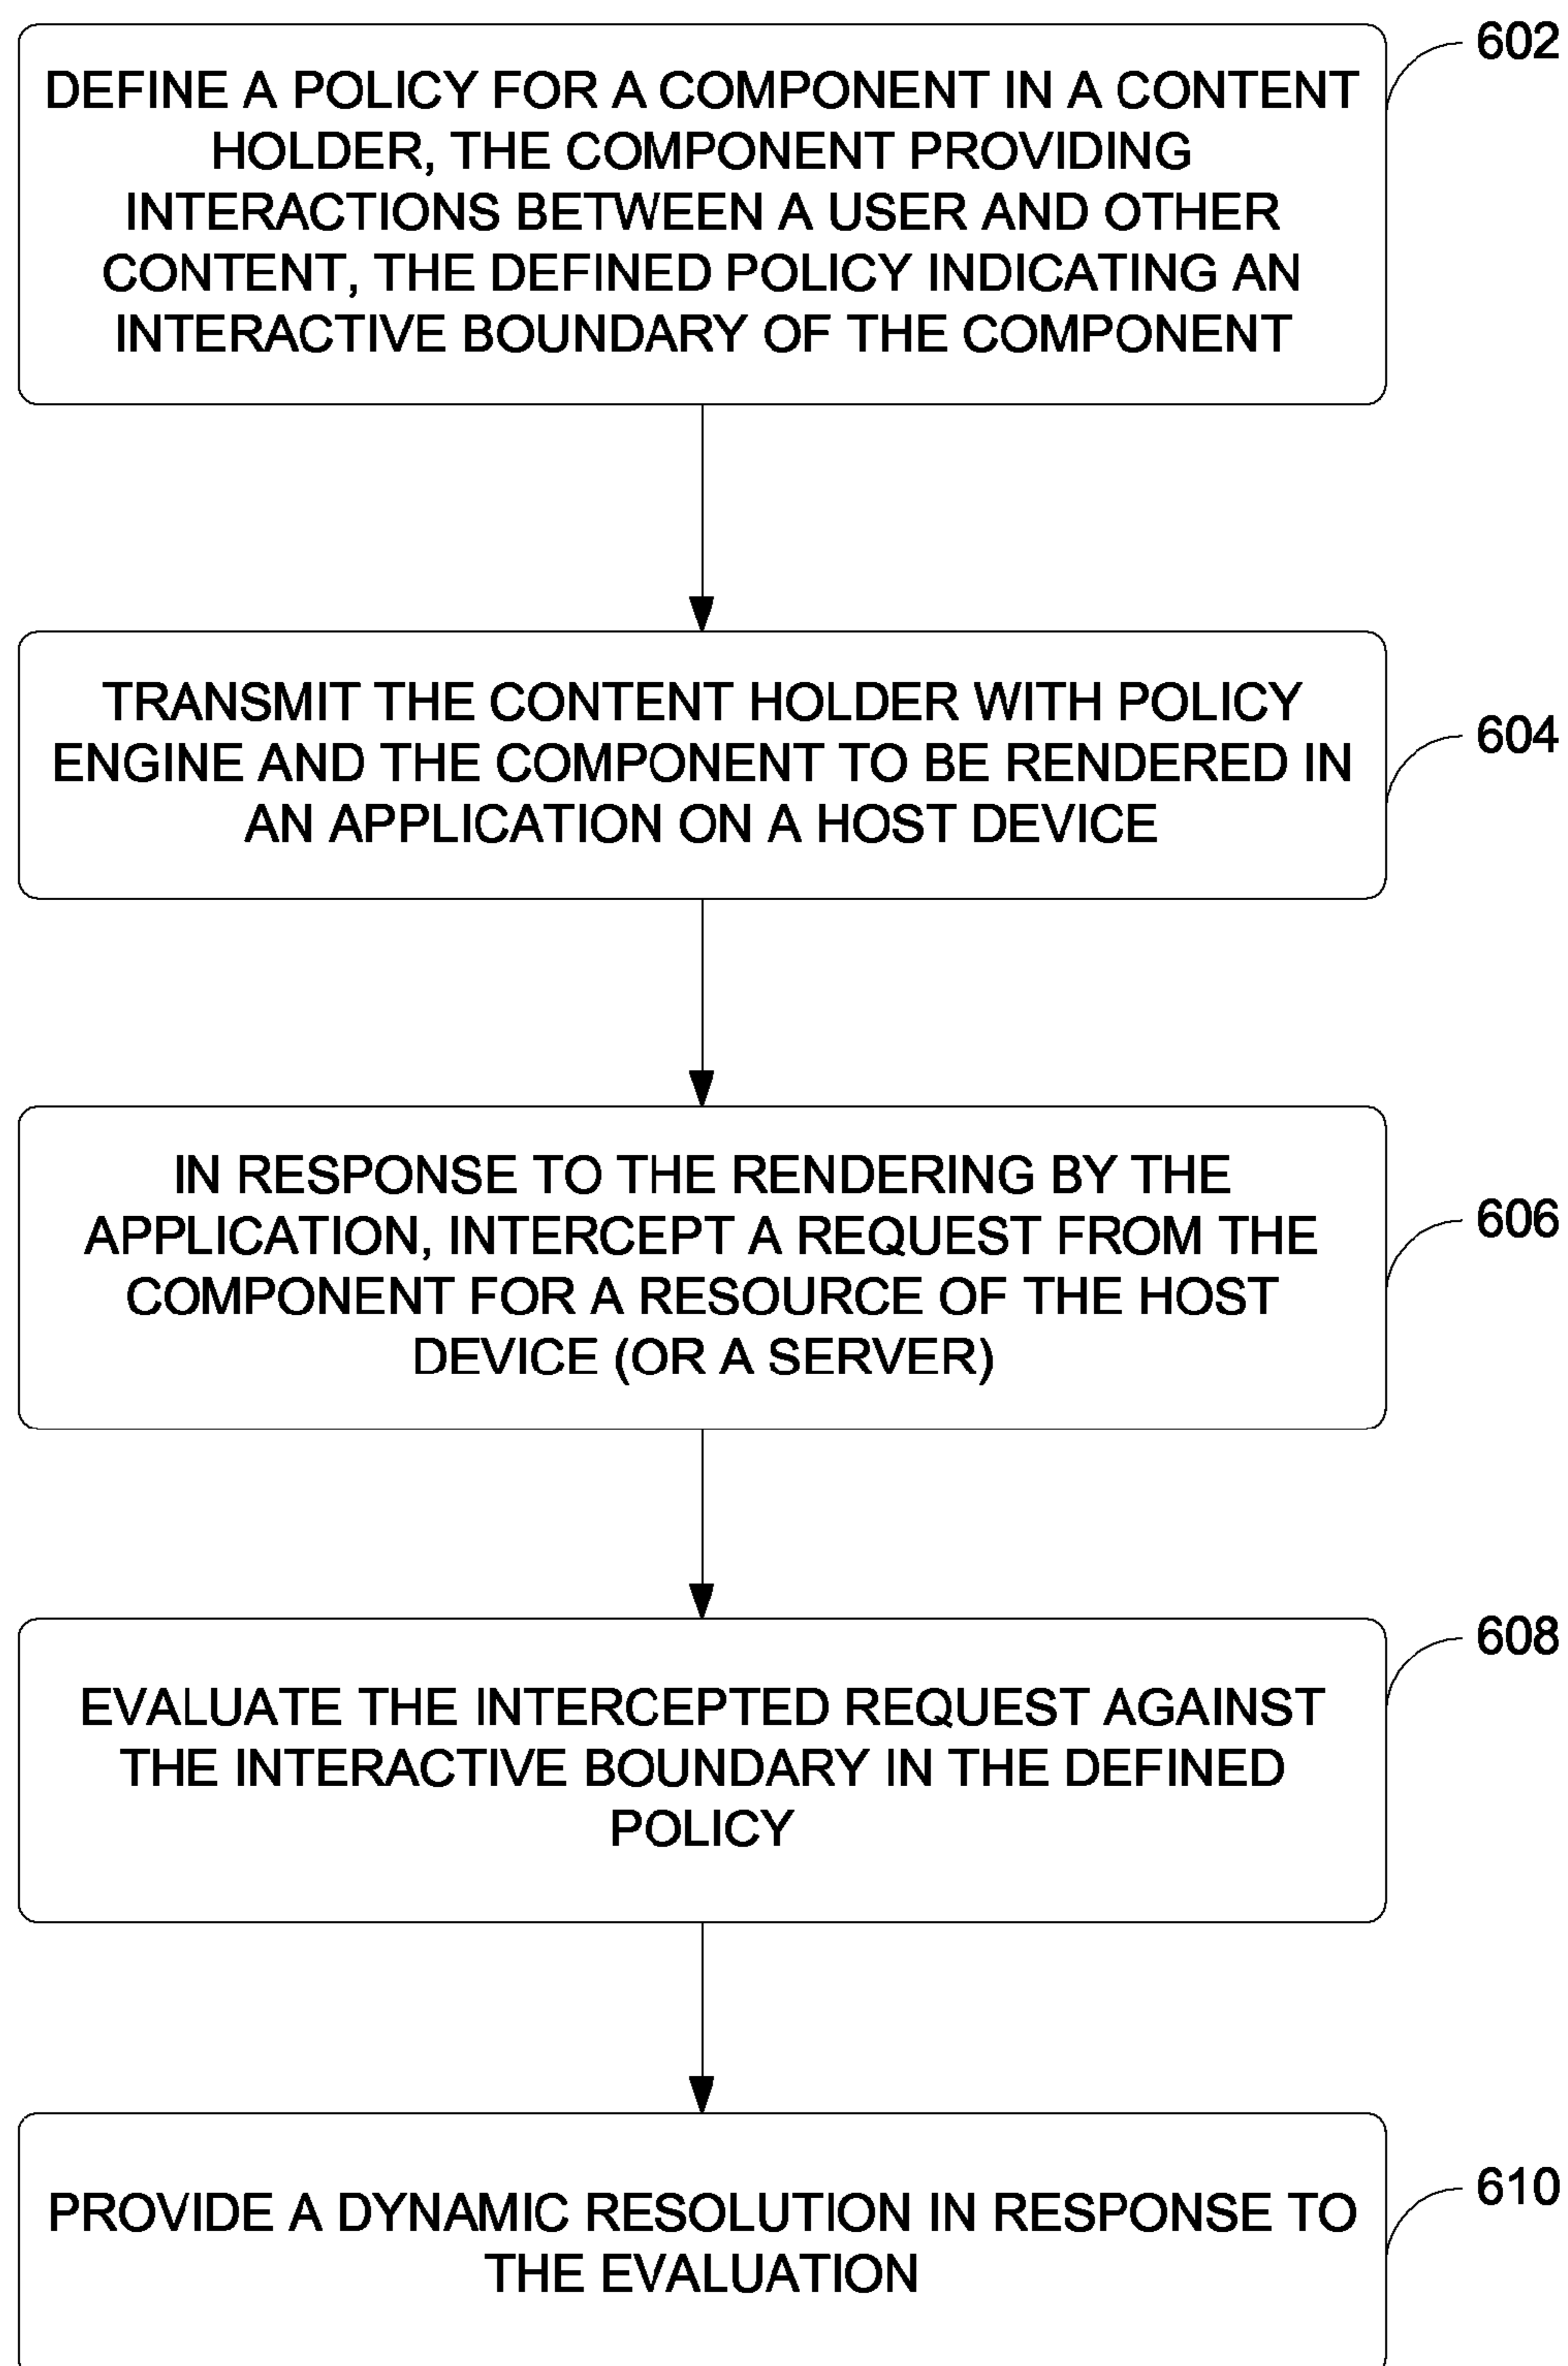 602
DEFINE A POLICY FOR A COMPONENT IN A CONTENT
HOLDER, THE COMPONENT PROVIDING
INTERACTIONS BETWEEN A USER AND OTHER
CONTENT, THE DEFINED POLICY INDICATING AN
INTERACTIVE BOUNDARY OF THE COMPONENT
604
TRANSMIT THE CONTENT HOLDER WITH POLICY
ENGINE AND THE COMPONENT TO BE RENDERED IN
AN APPLICATION ON A HOST DEVICE
606
IN RESPONSE TO THE RENDERING BY THE
APPLICATION, INTERCEPT A REQUEST FROM THE
COMPONENT FOR A RESOURCE OF THE HOST
DEVICE (OR A SERVER)
608
EVALUATE THE INTERCEPTED REQUEST AGAINST
THE INTERACTIVE BOUNDARY IN THE DEFINED
POLICY
610
PROVIDE A DYNAMIC RESOLUTION IN RESPONSE TO
THE EVALUATION